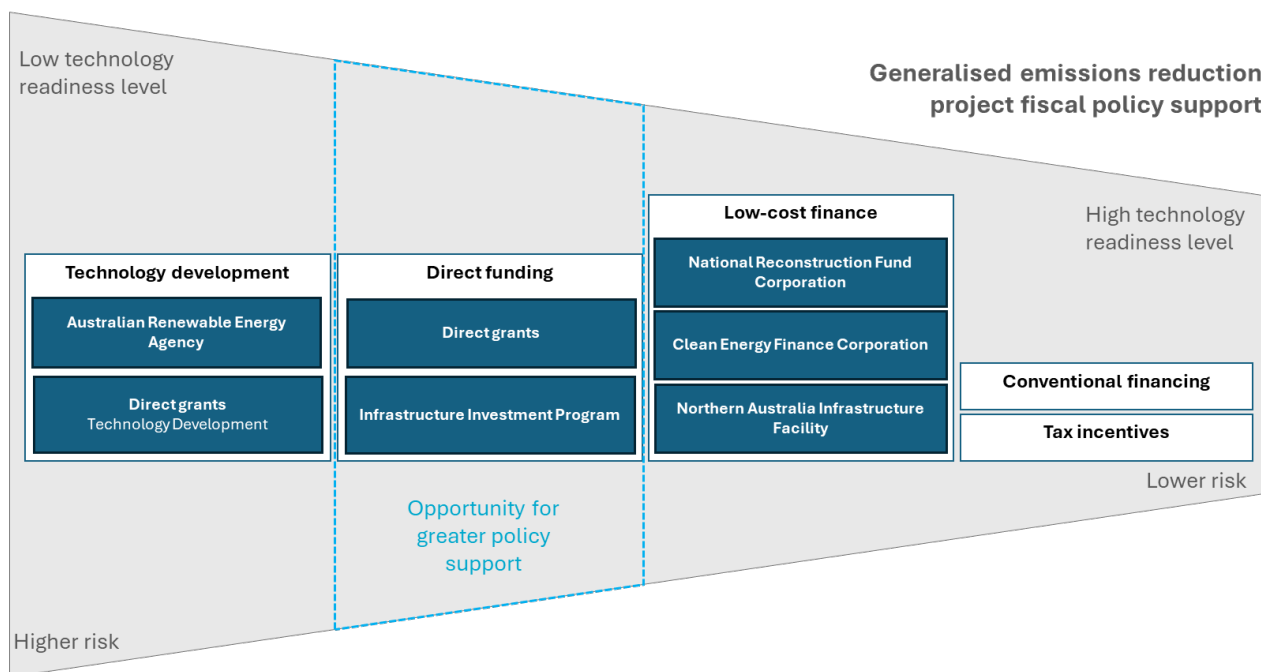 Low technology
readiness level
Generalised emissions reduction
project fiscal policy support
High technology
readiness level
Technology development
Australian Renewable Energy
Agency
Direct grants
Technology Development
Direct funding
Direct grants
Infrastructure Investment Program
Low-cost finance
National Reconstruction Fund
Corporation
Clean Energy Finance Corporation
Northern Australia Infrastructure
Facility
Conventional financing
Tax incentives
Opportunity for
greater policy
support
Lower risk
Higher risk